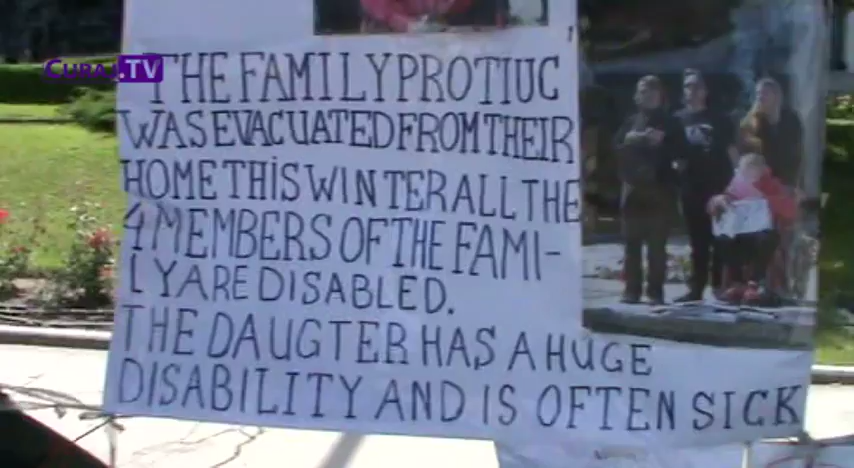 CURAJ.TV
THE FAMILY PROTIUC
WAS EVACUATED FROM THEIR
HOME THIS WINTER ALL THE
4 MEMBERS OF THE FAMI-
LY ARE DISABLED.
THE DAUGTER HAS A HUGE
DISABILITY AND IS OFTEN SICK